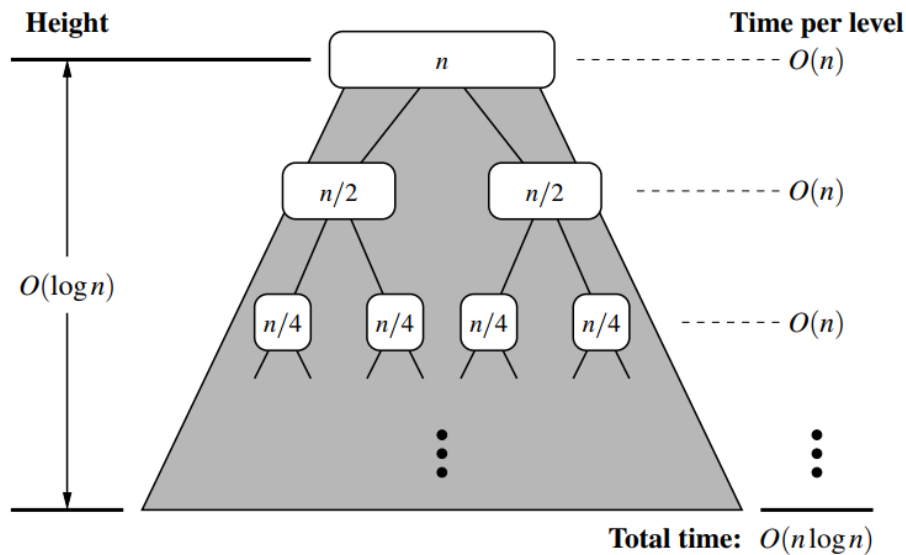 Height Time per level
n O(n)
n/2 n/2 O(n)
O(log n)
n/4 n/4 n/4 n/4 O(n)
Total time: O(n log n)